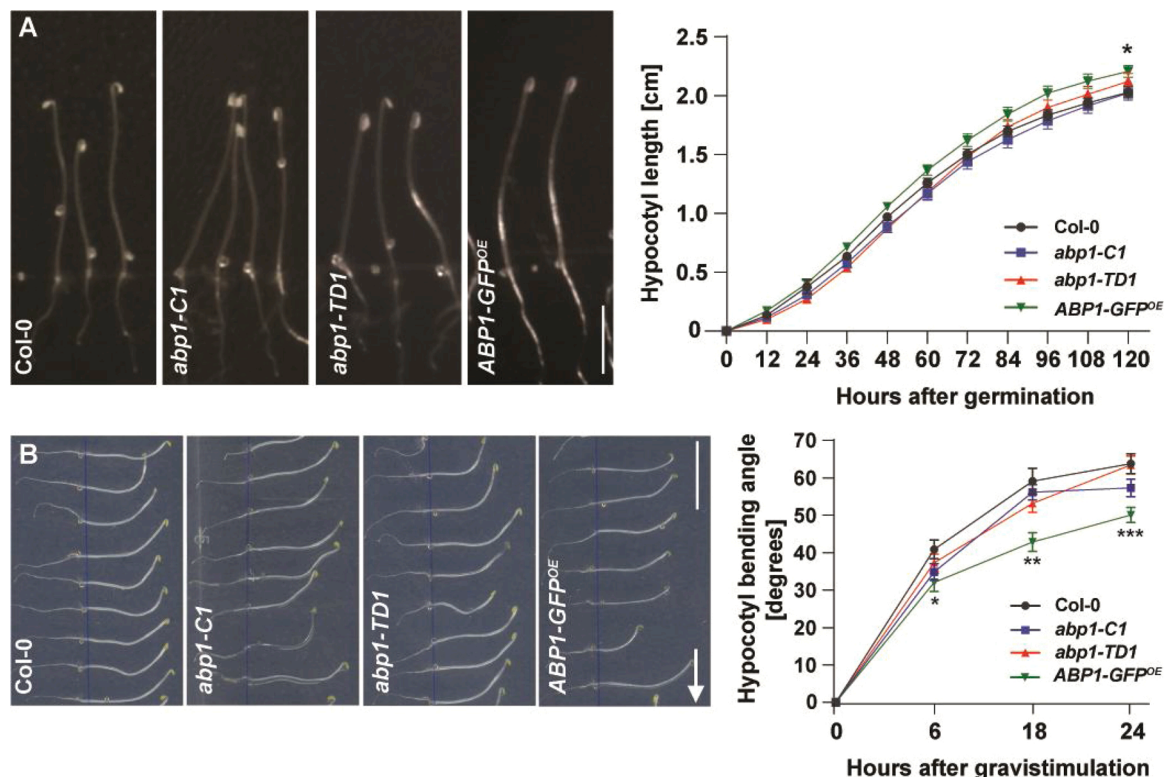 A
Col-0
abp1-C1
abp1-TD1
ABP1-GFPOE
Hypocotyl length [cm]
2.5
2.0
1.5
1.0
0.5
0
*
Col-0
abp1-C1
abp1-TD1
ABP1-GFPOE
0 12 24 36 48 60 72 84 96 108 120
Hours after germination
B
Col-0
abp1-C1
abp1-TD1
ABP1-GFPOE
Hypocotyl bending angle
[degrees]
70
60
50
40
30
20
10
0
*
**
***
Col-0
abp1-C1
abp1-TD1
ABP1-GFPOE
0 6 18 24
Hours after gravistimulation